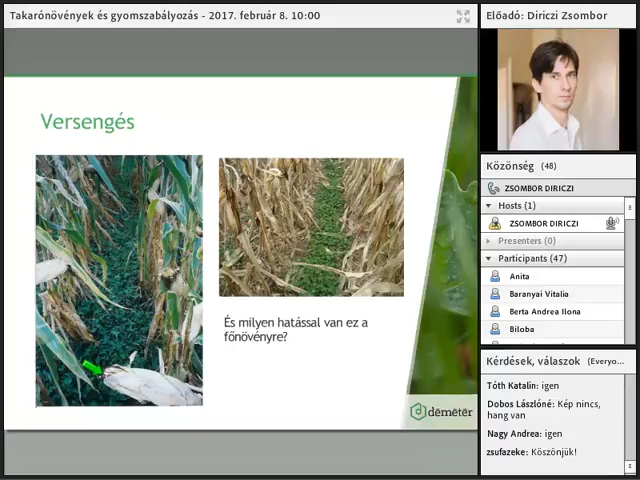 Takarónövények és gyomszabályozás - 2017. február 8. 10:00
Versengés
És milyen hatással van ez a
főnövényre?
dēmētēr
Előadó: Diriczi Zsombor
Közönség (48)
ZSOMBOR DIRICZI
Hosts (1)
ZSOMBOR DIRICZI
Presenters (0)
Participants (47)
Anita
Baranyai Vitalia
Berta Andrea Ilona
Biloba
Kérdések, válaszok (Everyo...
Tóth Katalin: igen
Dobos Lászlóné: Kép nincs,
hang van
Nagy Andrea: igen
zsufazeke: Köszönjük!